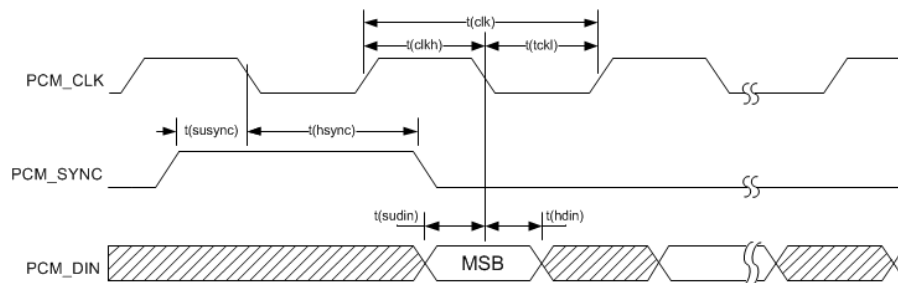 t(clk)
t(clkh)
t(tckl)
PCM_CLK
t(susync)
t(hsync)
PCM_SYNC
t(sudin)
t(hdin)
PCM_DIN
MSB